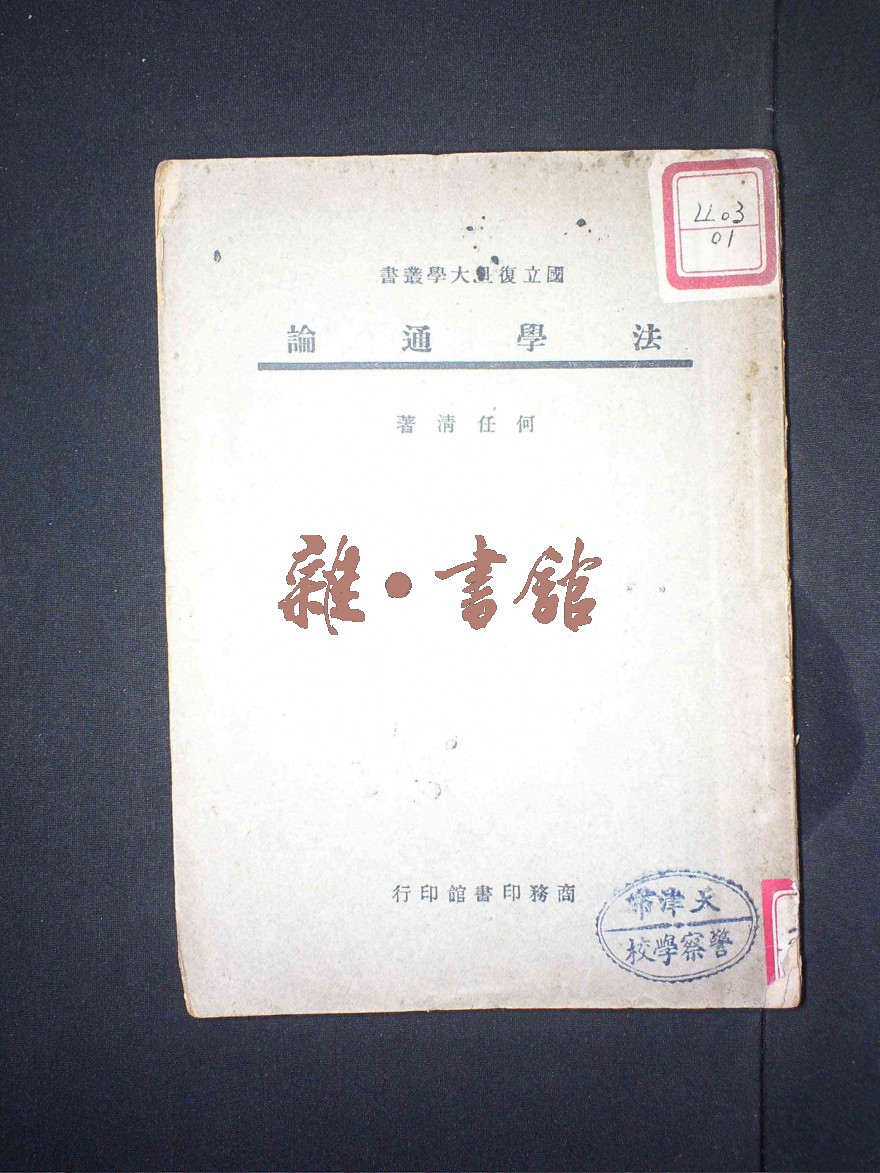 LL03
01
國立復旦大學叢書
法學通論
何任清著
雜·書館
商務印書館印行
天津市
警察學校